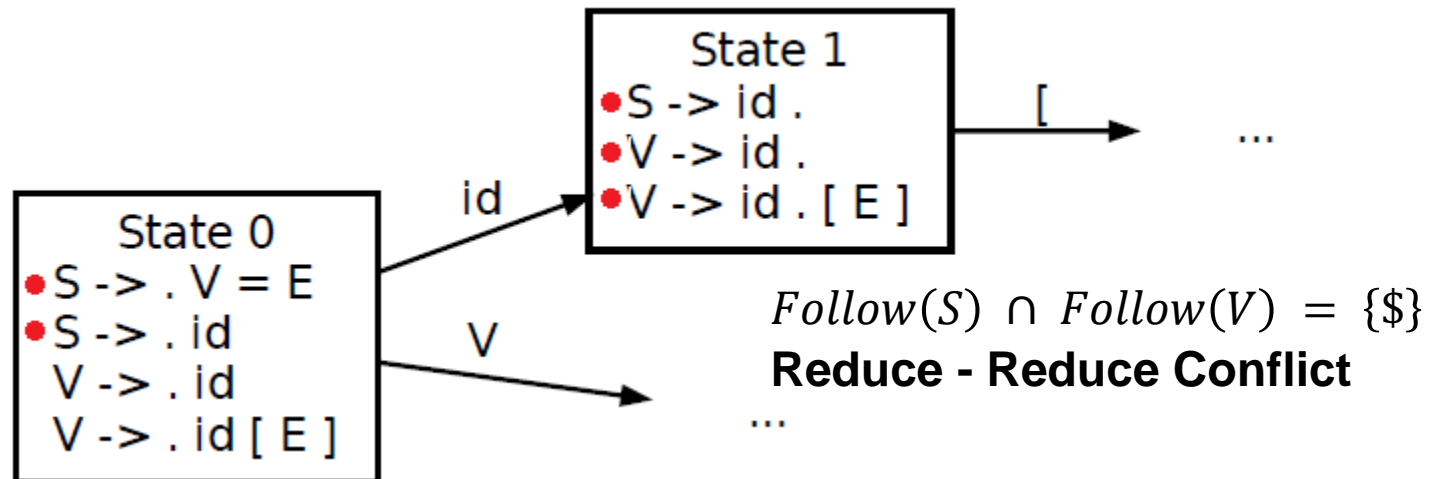 State 1
S -> id .
V -> id .
V -> id . [ E ]
[
...
id
State 0
S -> . V = E
S -> . id
V -> . id
V -> . id [ E ]
V
...
Follow(S) ∩ Follow(V) = {$}
Reduce - Reduce Conflict